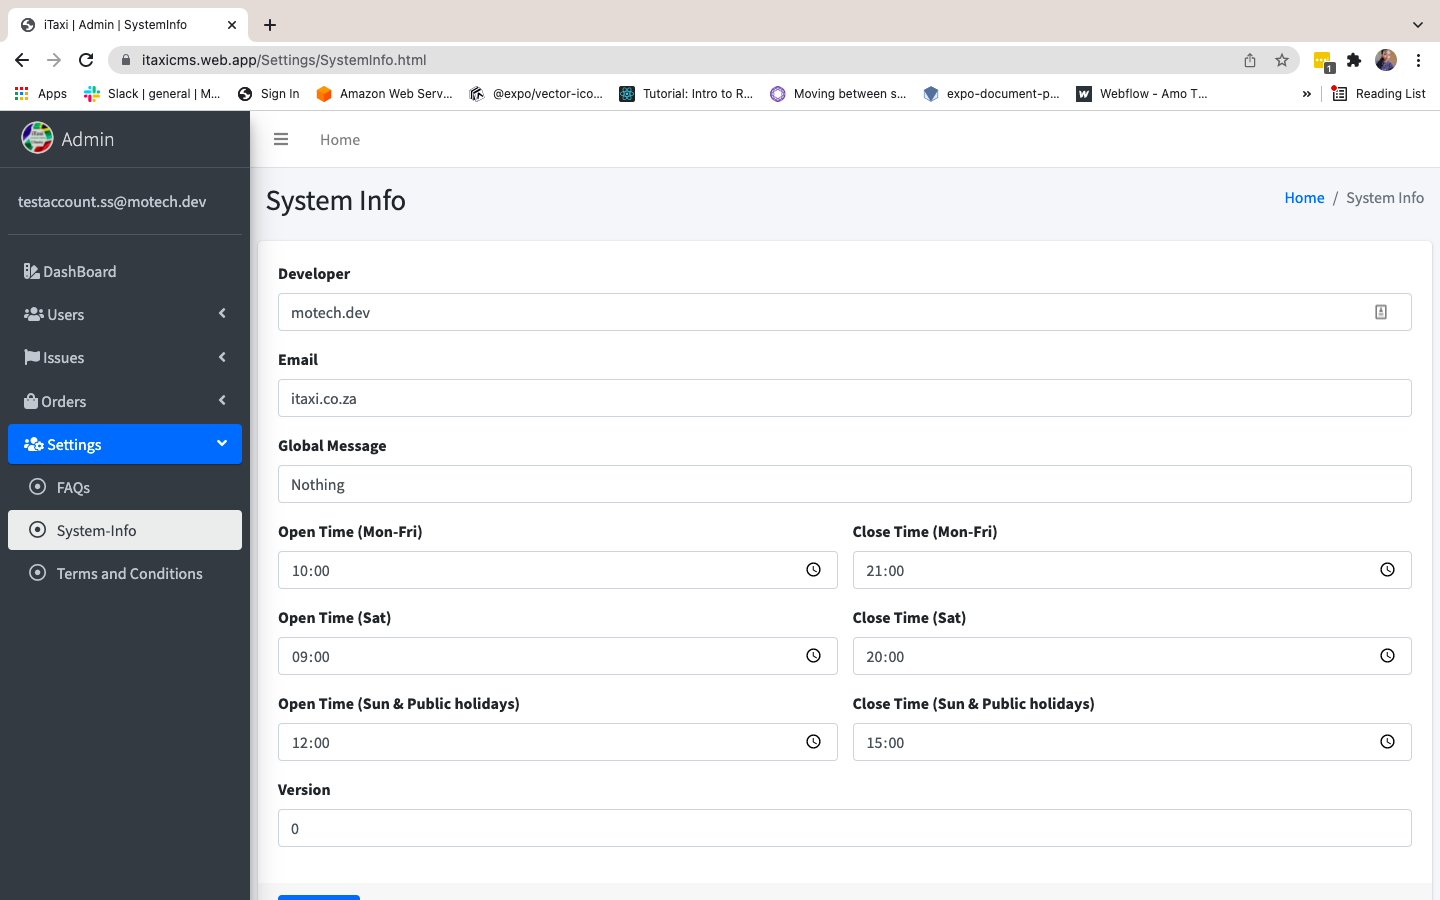 iTaxi | Admin | SystemInfo
itaxicms.web.app/Settings/SystemInfo.html
1
Apps
Slack | general | M...
Sign In
Amazon Web Serv...
@expo/vector-ico...
Tutorial: Intro to R...
Moving between s...
expo-document-p...
Webflow - Amo T...
»
Reading List
Admin
Home
testaccount.ss@motech.dev
System Info
Home / System Info
DashBoard
Users
Issues
Orders
Settings
FAQs
System-Info
Terms and Conditions
Developer
motech.dev
Email
itaxi.co.za
Global Message
Nothing
Open Time (Mon-Fri)
Close Time (Mon-Fri)
10:00
21:00
Open Time (Sat)
Close Time (Sat)
09:00
20:00
Open Time (Sun & Public holidays)
Close Time (Sun & Public holidays)
12:00
15:00
Version
0